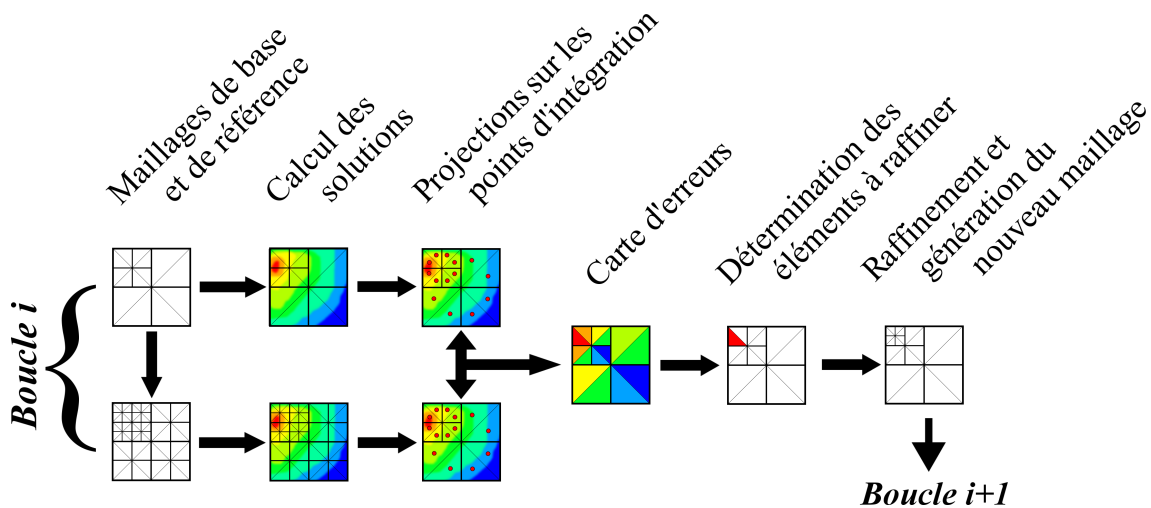 Maillages de base
et de référence
Calcul des
solutions
Projections sur les
points d'intégration
Carte d'erreurs
Détermination des
éléments à raffiner
Raffinement et
génération du
nouveau maillage
Boucle i
Boucle i+1